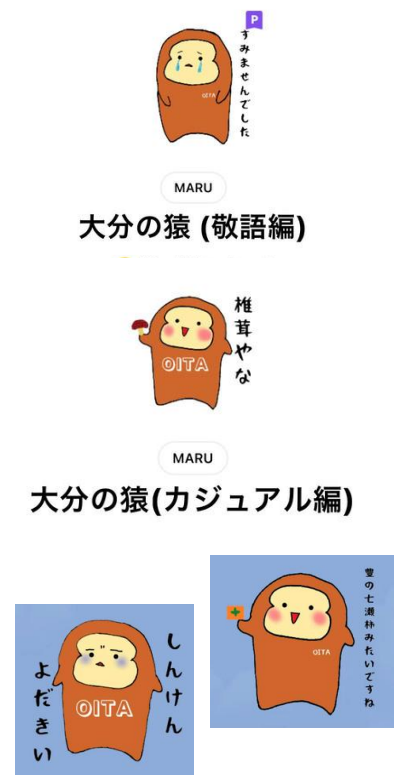 P
すみませんでした
OITA
MARU
大分の猿 (敬語編)
椎茸やな
OITA
MARU
大分の猿(カジュアル編)
しんけん
よだきい
OITA
豊の七瀬柿みたいですね
OITA